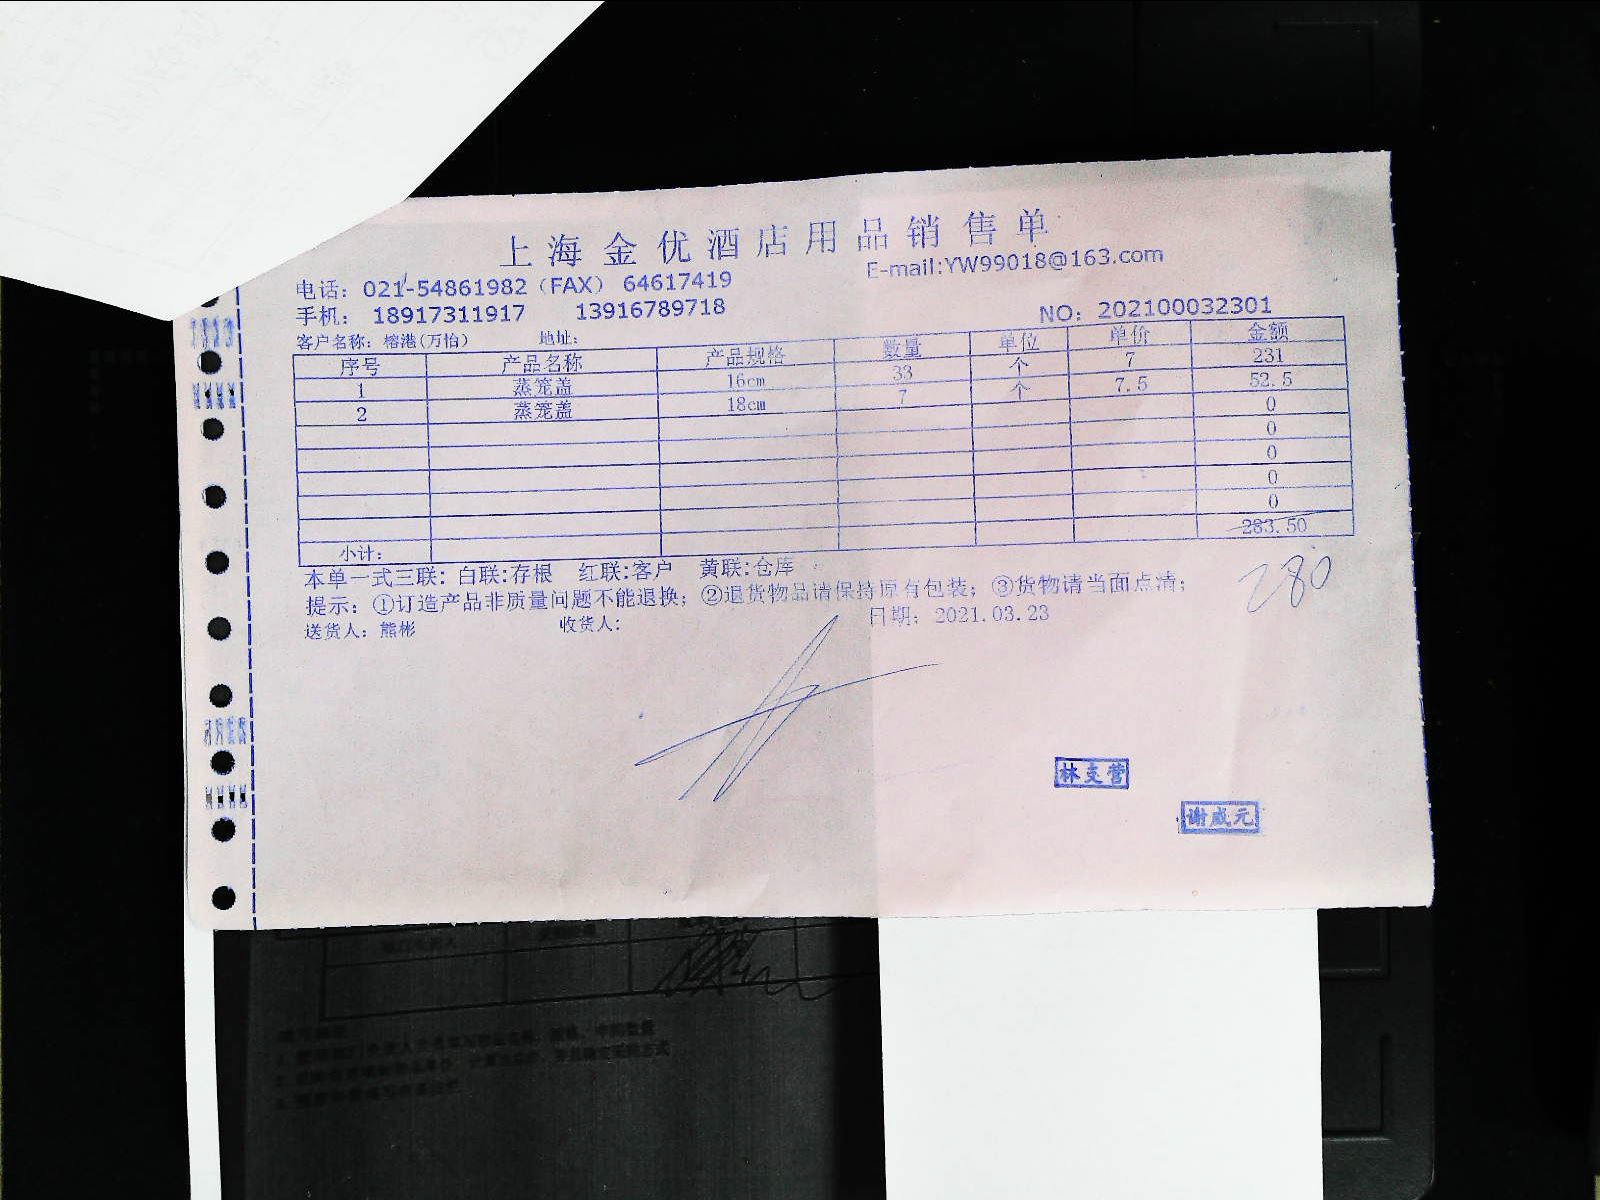 上海金优酒店用品销售单
电话：021-54861982（FAX） 64617419
E-mail:YW99018@163.com
手机： 18917311917 13916789718
NO：202100032301
客户名称：榕港(万怡) 地址：
序号 产品名称 产品规格 数量 单位 单价 金额
1 蒸笼盖 16cm 33 个 7 231
2 蒸笼盖 18cm 7 个 7.5 52.5
0
0
0
0
0
小计： 283.50
280
本单一式三联：白联:存根 红联:客户 黄联:仓库
提示：①订造产品非质量问题不能退换；②退货物品请保持原有包装；③货物请当面点清；
送货人：熊彬 收货人： 日期：2021.03.23
林支营
谢威元